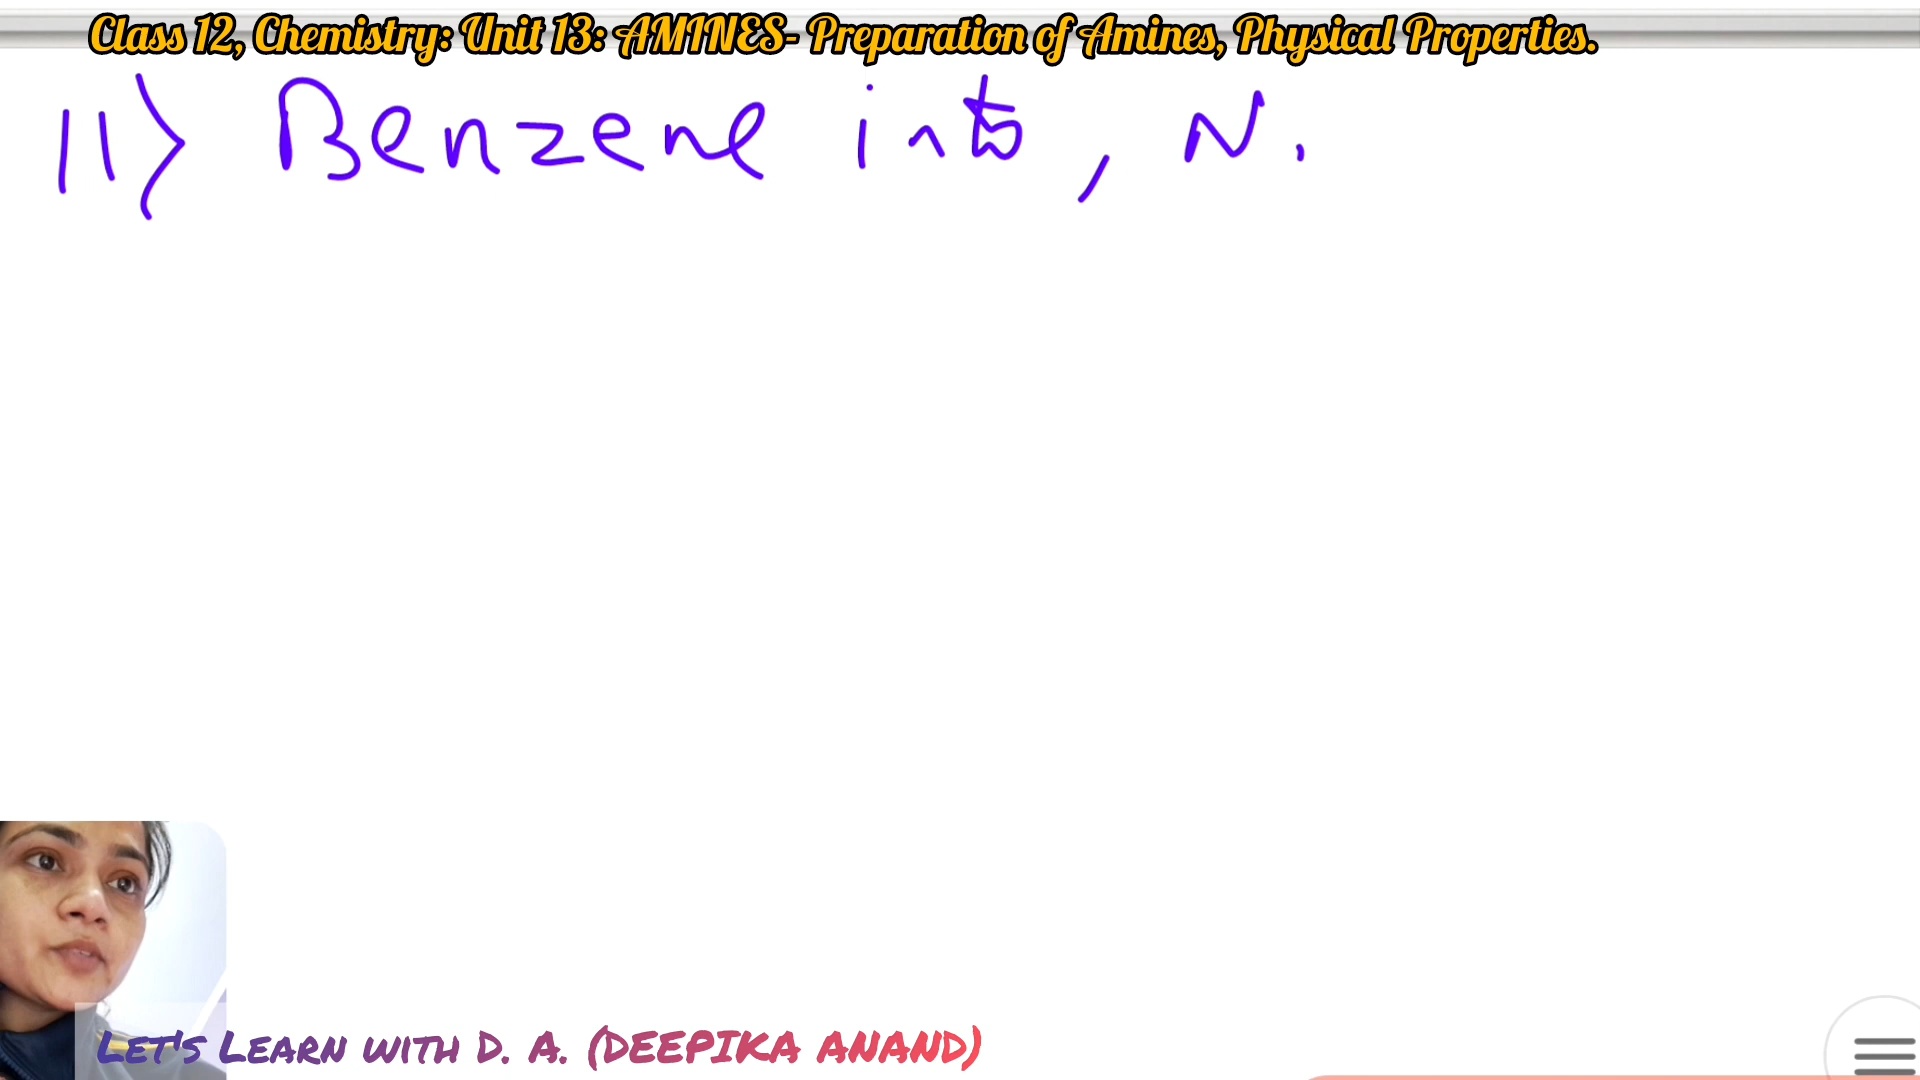 Class 12, Chemistry: Unit 13: AMINES- Preparation of Amines, Physical Properties.
11) Benzene into, N.
LET'S LEARN WITH D. A. (DEEPIKA ANAND)